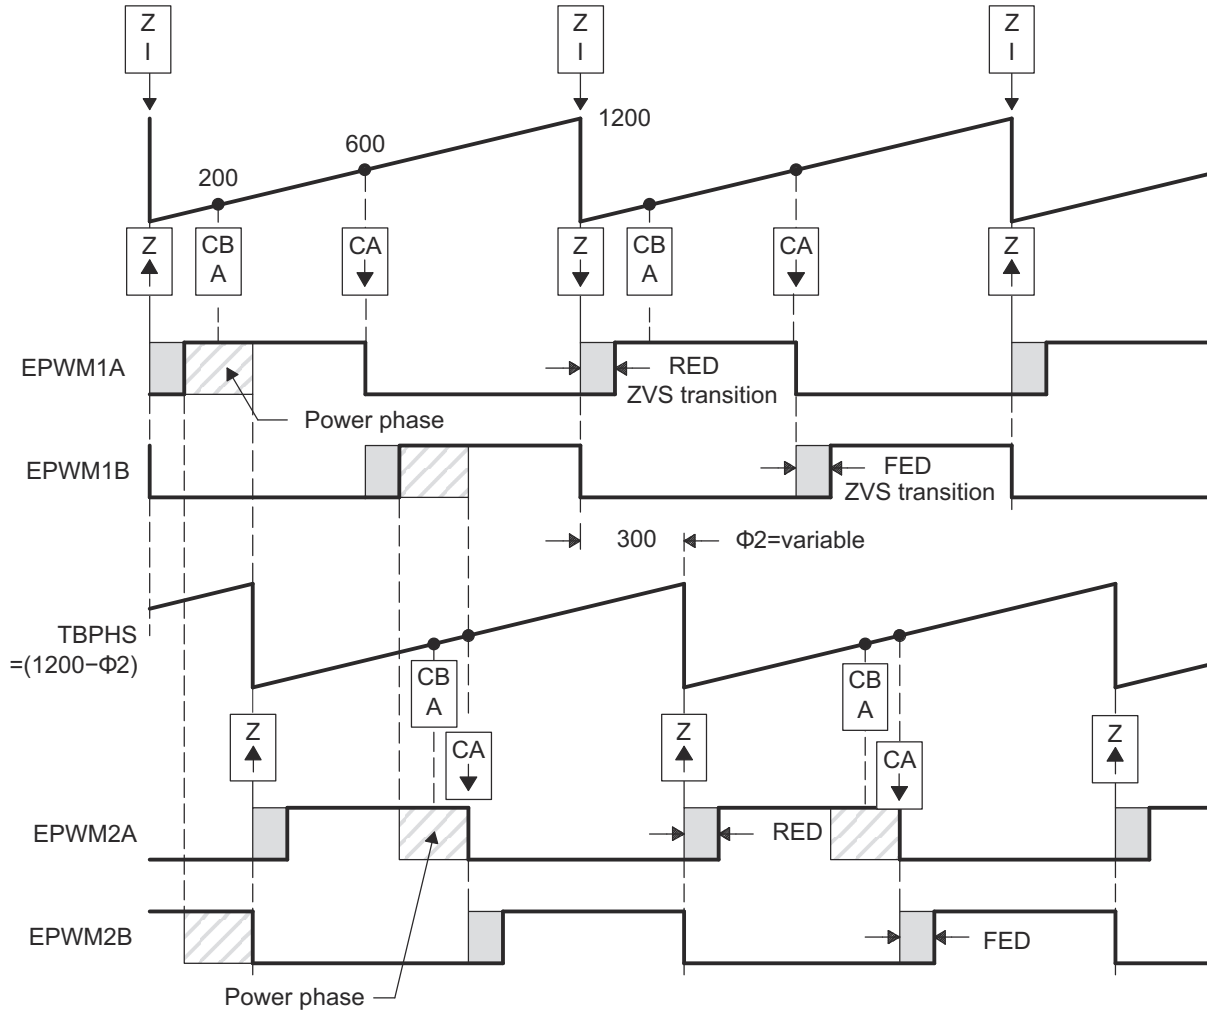 Z
I
Z
I
Z
I
1200
600
200
Z
CB
A
CA
Z
CB
A
CA
Z
EPWM1A
RED
ZVS transition
Power phase
EPWM1B
FED
ZVS transition
300
Φ2=variable
TBPHS
=(1200−Φ2)
CB
A
CB
A
Z
CA
Z
CA
Z
EPWM2A
RED
EPWM2B
FED
Power phase